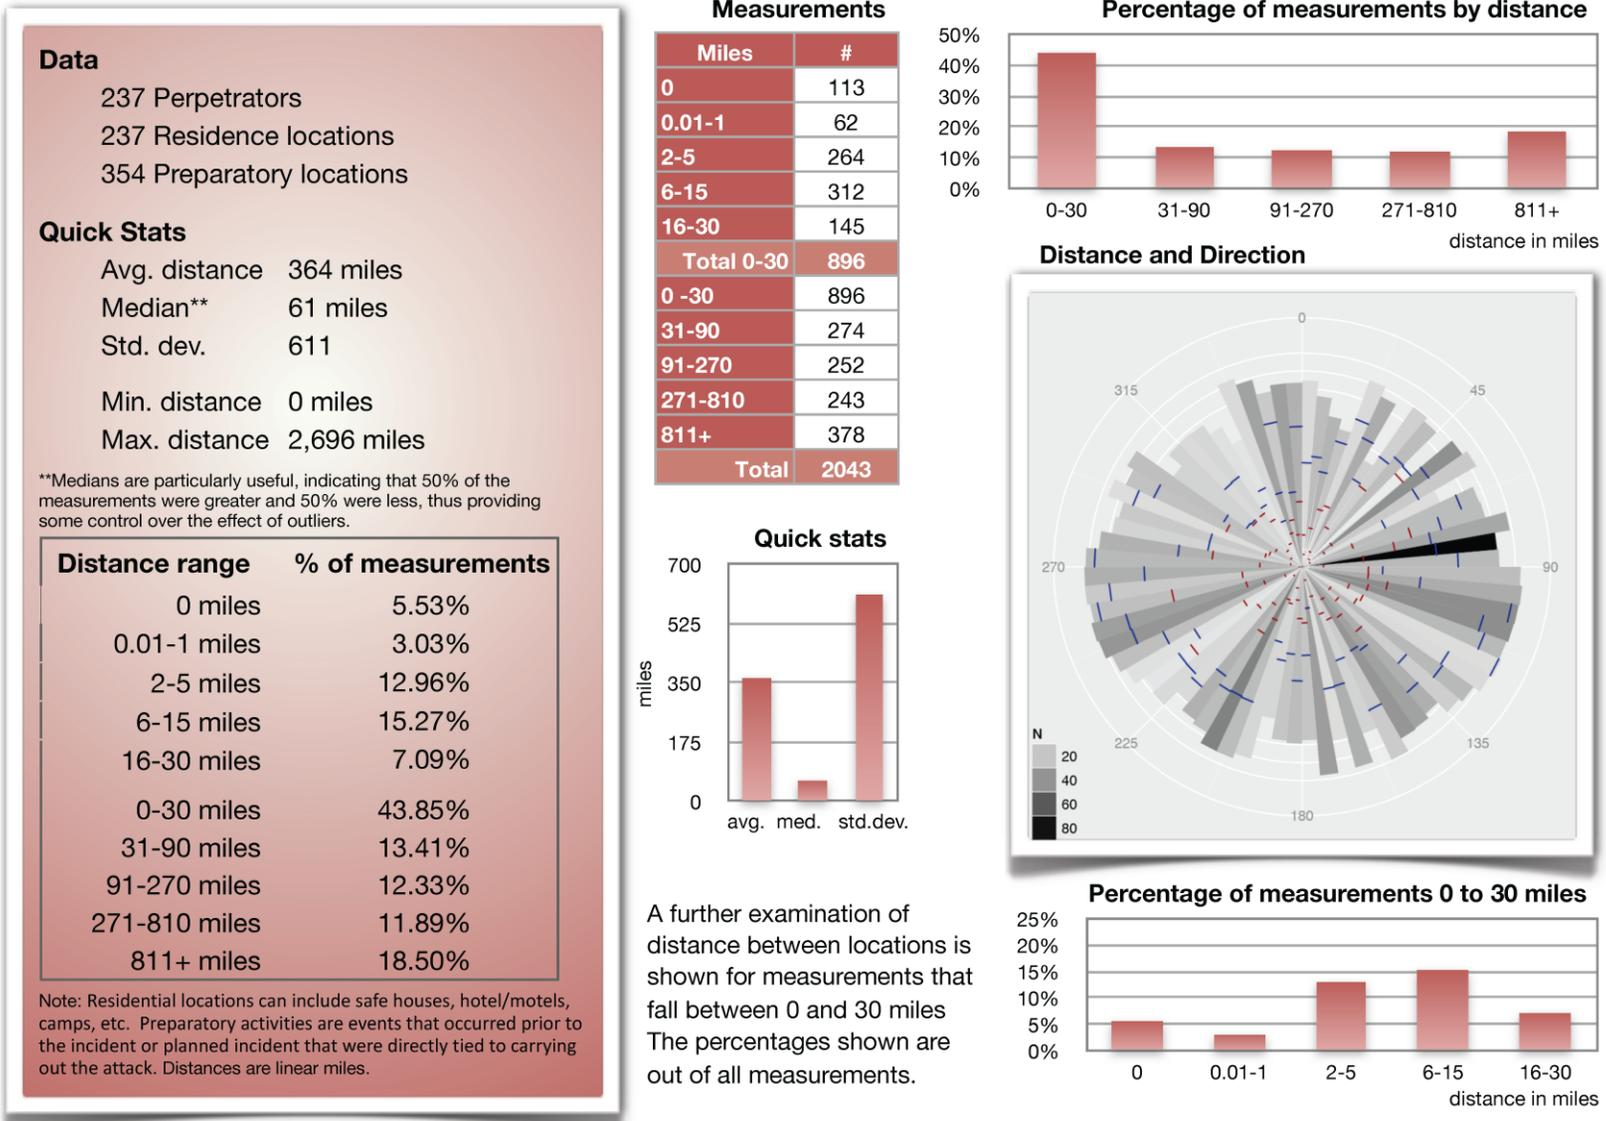 Data
237 Perpetrators
237 Residence locations
354 Preparatory locations
Quick Stats
Avg. distance 364 miles
Median** 61 miles
Std. dev. 611
Min. distance 0 miles
Max. distance 2,696 miles
**Medians are particularly useful, indicating that 50% of the
measurements were greater and 50% were less, thus providing
some control over the effect of outliers.
Distance range % of measurements
0 miles 5.53%
0.01-1 miles 3.03%
2-5 miles 12.96%
6-15 miles 15.27%
16-30 miles 7.09%
0-30 miles 43.85%
31-90 miles 13.41%
91-270 miles 12.33%
271-810 miles 11.89%
811+ miles 18.50%
Note: Residential locations can include safe houses, hotel/motels,
camps, etc. Preparatory activities are events that occurred prior to
the incident or planned incident that were directly tied to carrying
out the attack. Distances are linear miles.
Measurements
Miles #
0 113
0.01-1 62
2-5 264
6-15 312
16-30 145
Total 0-30 896
0 -30 896
31-90 274
91-270 252
271-810 243
811+ 378
Total 2043
Quick stats
700
525
350
175
0
miles
avg. med. std.dev.
A further examination of
distance between locations is
shown for measurements that
fall between 0 and 30 miles
The percentages shown are
out of all measurements.
Percentage of measurements by distance
50%
40%
30%
20%
10%
0%
0-30 31-90 91-270 271-810 811+
distance in miles
Distance and Direction
0
315 45
270 90
225 135
180
N
20
40
60
80
Percentage of measurements 0 to 30 miles
25%
20%
15%
10%
5%
0%
0 0.01-1 2-5 6-15 16-30
distance in miles